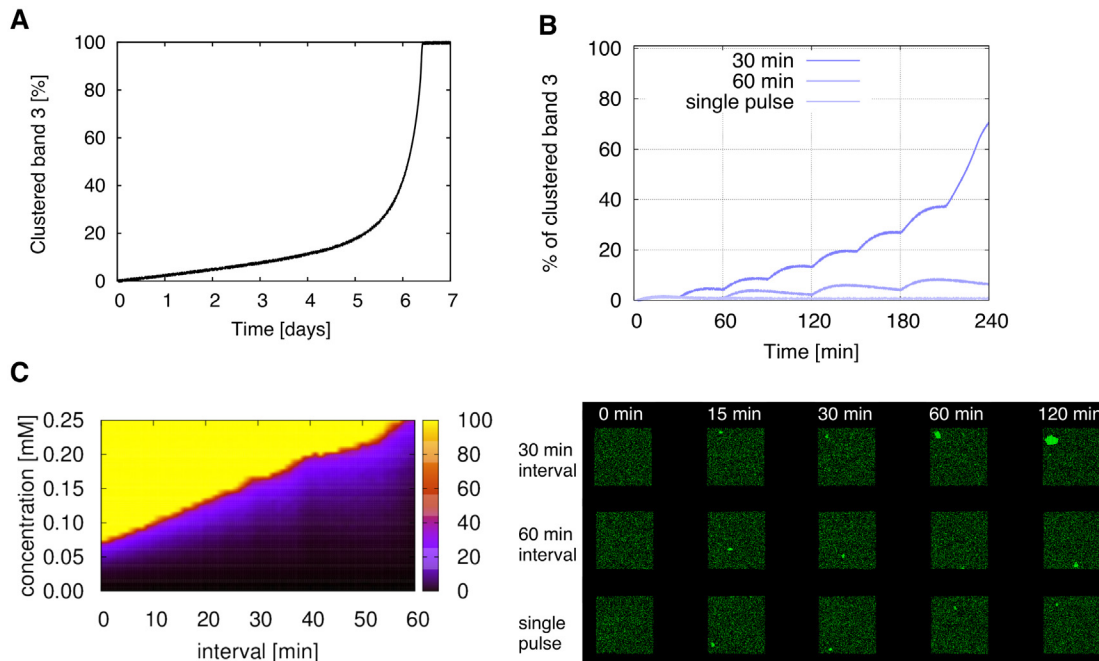 A
100
80
60
40
20
0
Clustered band 3 [%]
0 1 2 3 4 5 6 7
Time [days]
B
100
80
60
40
20
0
% of clustered band 3
30 min
60 min
single pulse
0 60 120 180 240
Time [min]
C
0.25
0.20
0.15
0.10
0.05
0.00
concentration [mM]
0 10 20 30 40 50 60
interval [min]
100
80
60
40
20
0
0 min 15 min 30 min 60 min 120 min
30 min
interval
60 min
interval
single
pulse